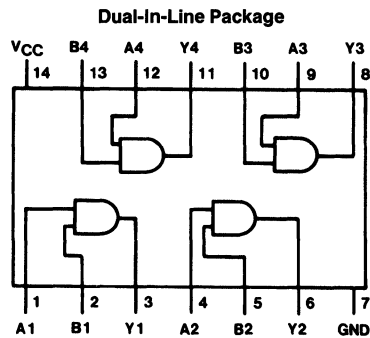 Dual-In-Line Package
VCC B4 A4 Y4 B3 A3 Y3
14 13 12 11 10 9 8
1 2 3 4 5 6 7
A1 B1 Y1 A2 B2 Y2 GND